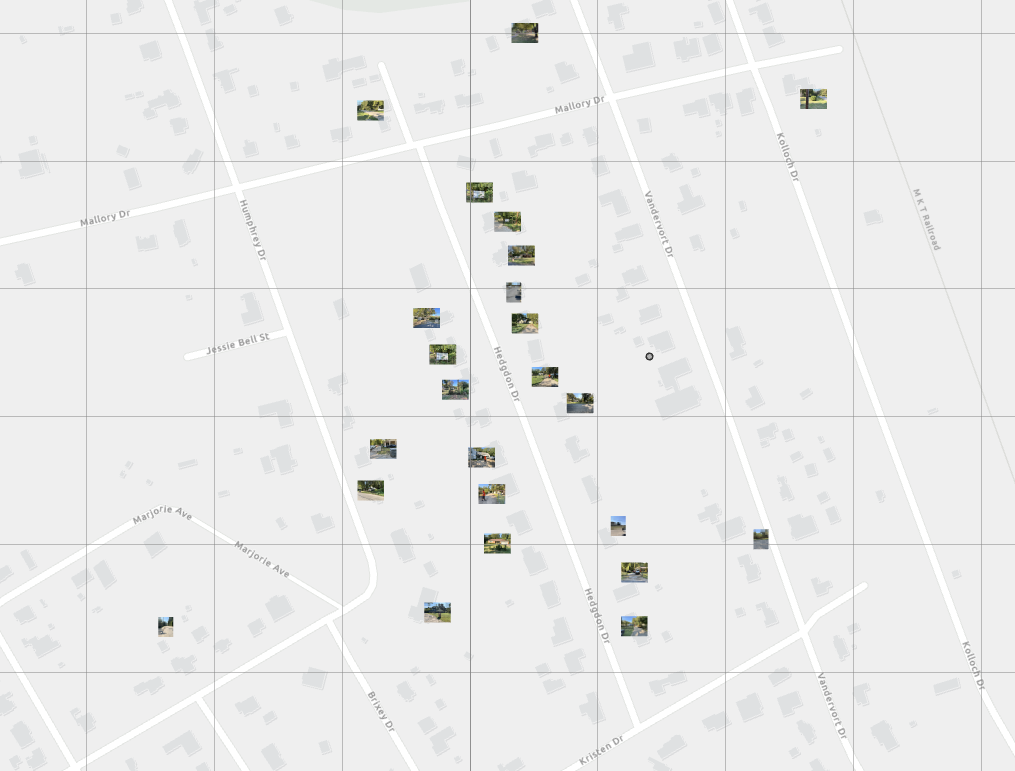 Mallory Dr
Kolloch Dr
Mallory Dr
Humphrey Dr
Vandervort Dr
M K T Railroad
Jessie Bell St
Hedgdon Dr
Marjorie Ave
Marjorie Ave
Hedgdon Dr
Kolloch Dr
Brixey Dr
Vandervort Dr
Kristen Dr